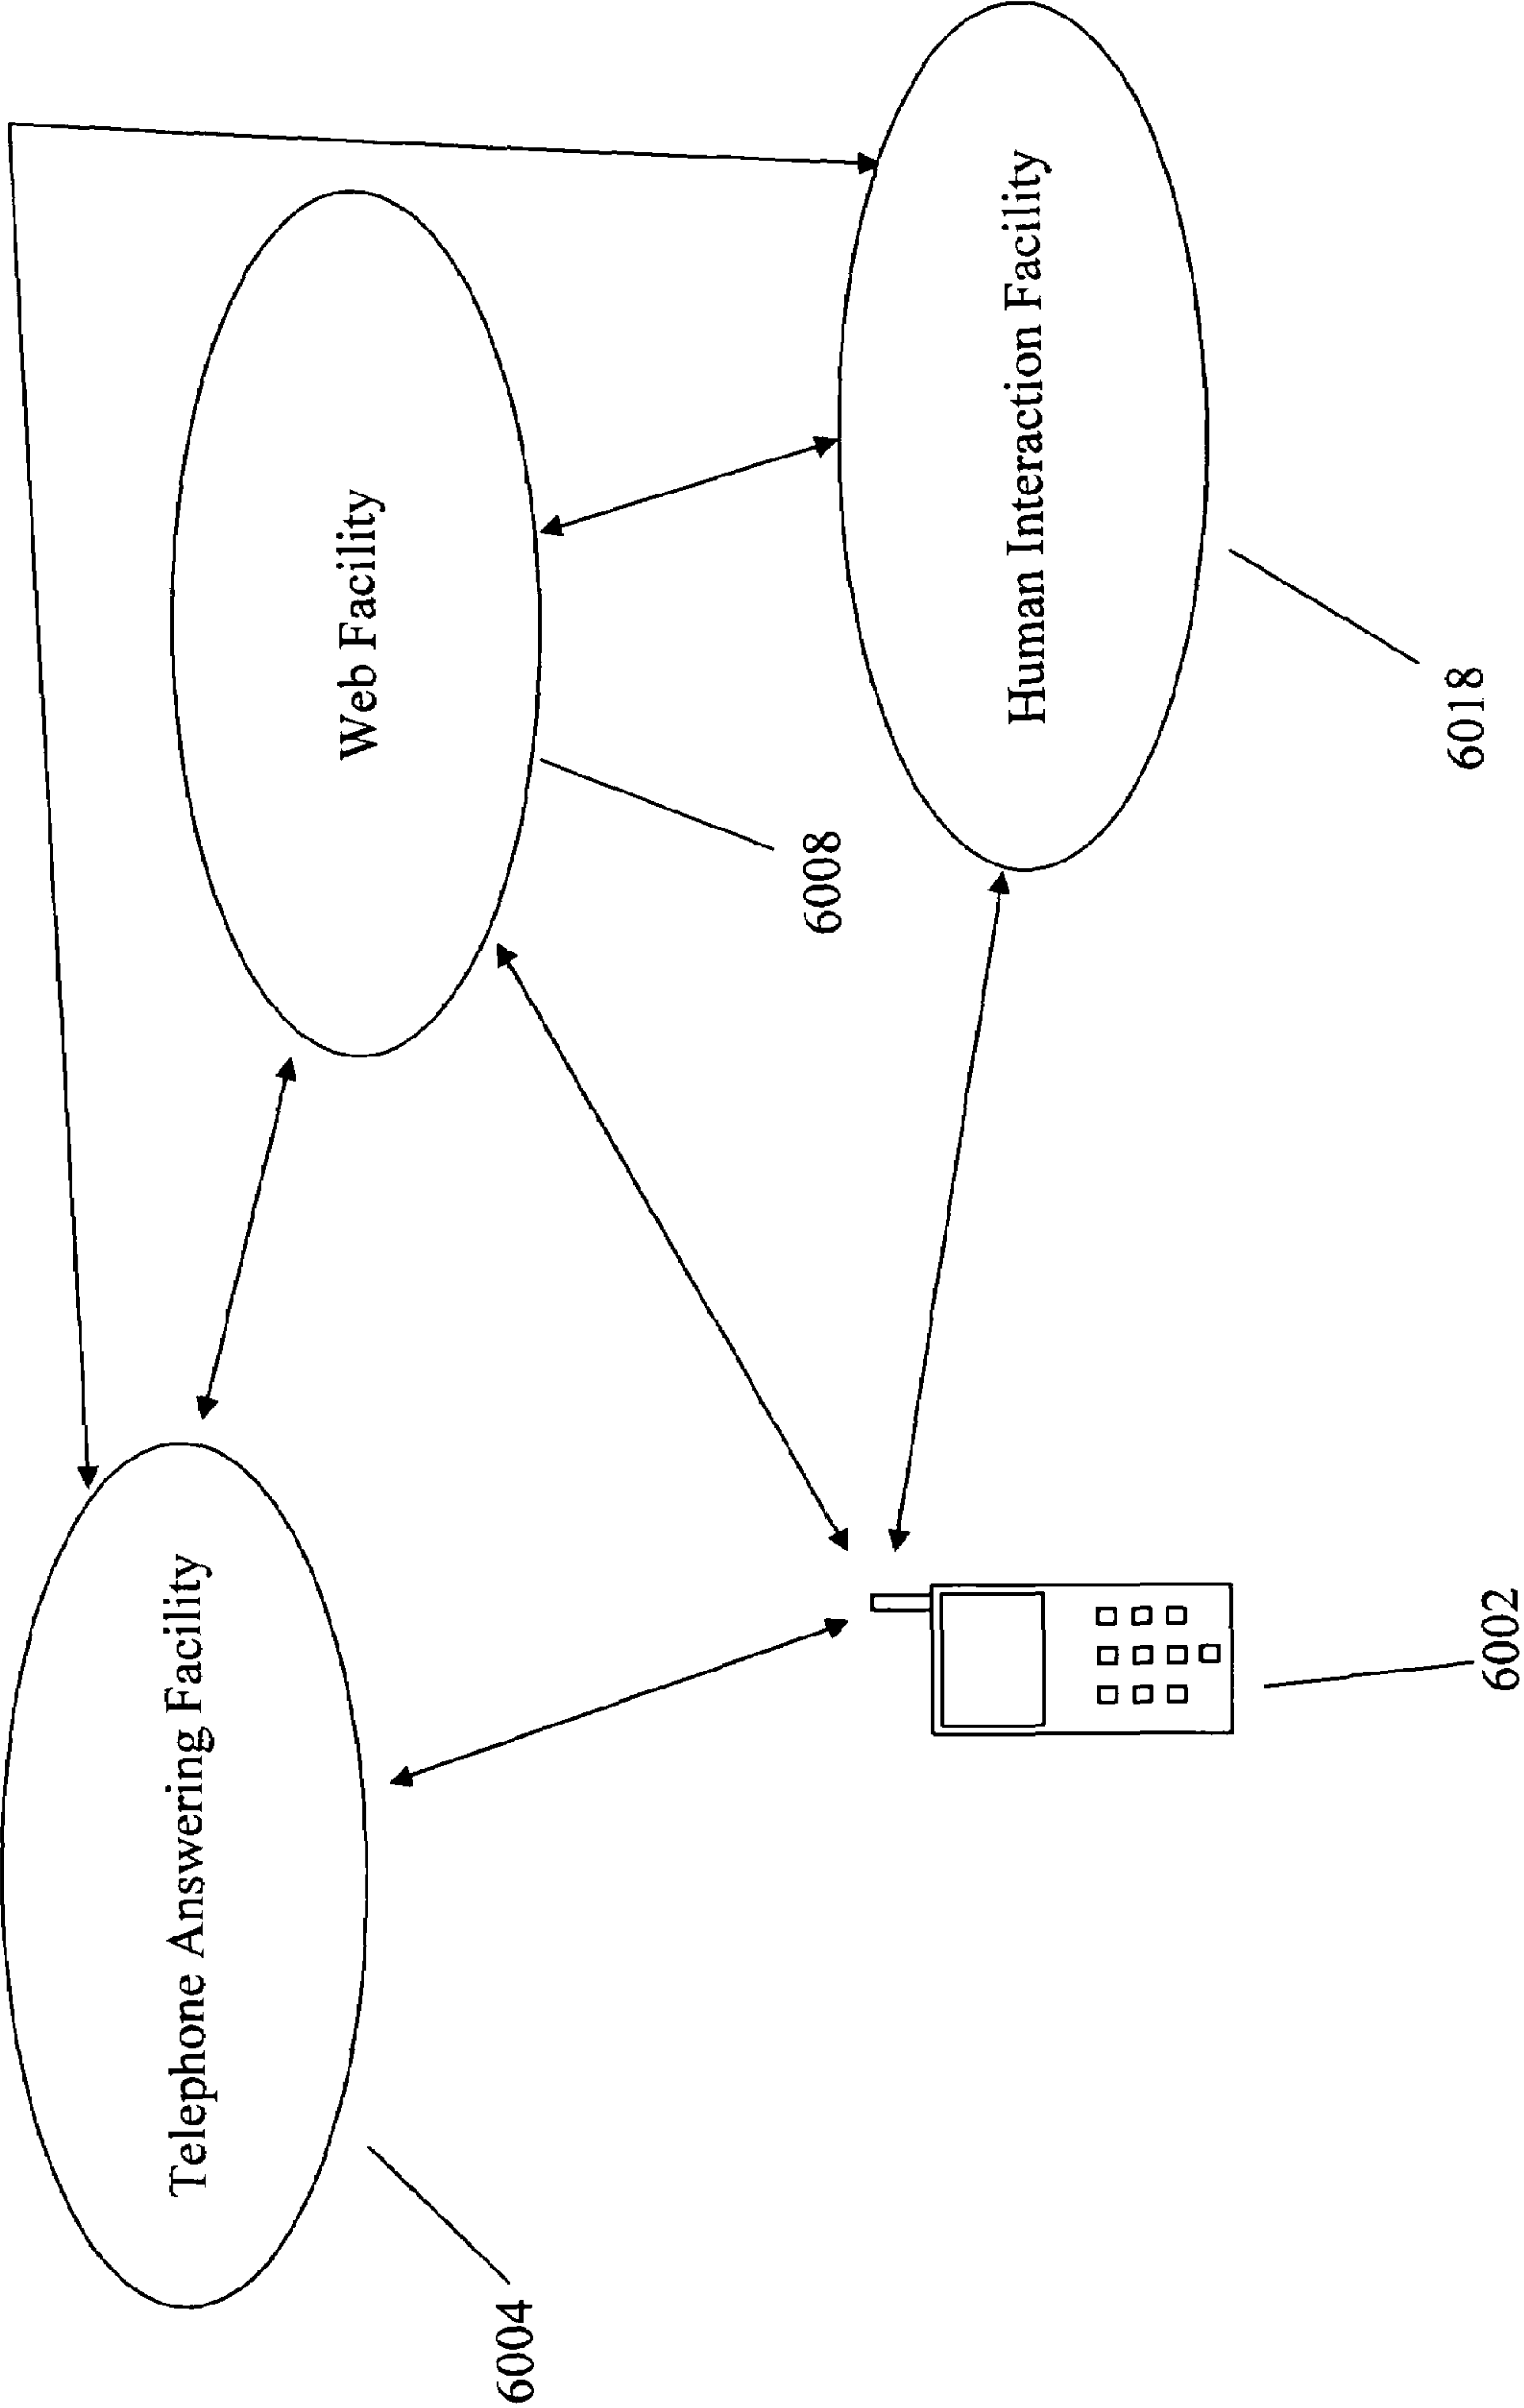 Telephone Answering Facility
6004
Web Facility
6008
Human Interaction Facility
6018
6002